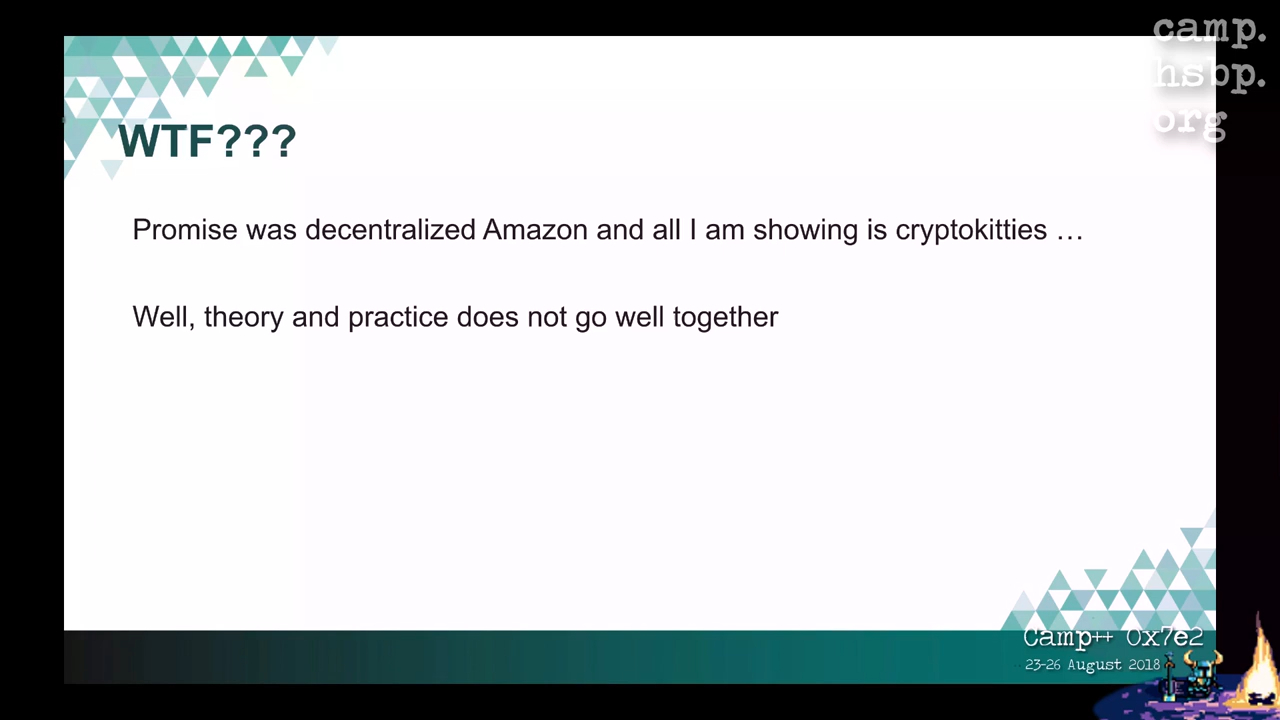 camp.
hsbp.
org
WTF???
Promise was decentralized Amazon and all I am showing is cryptokitties …
Well, theory and practice does not go well together
Camp++ 0x7e2
23-26 August 2018